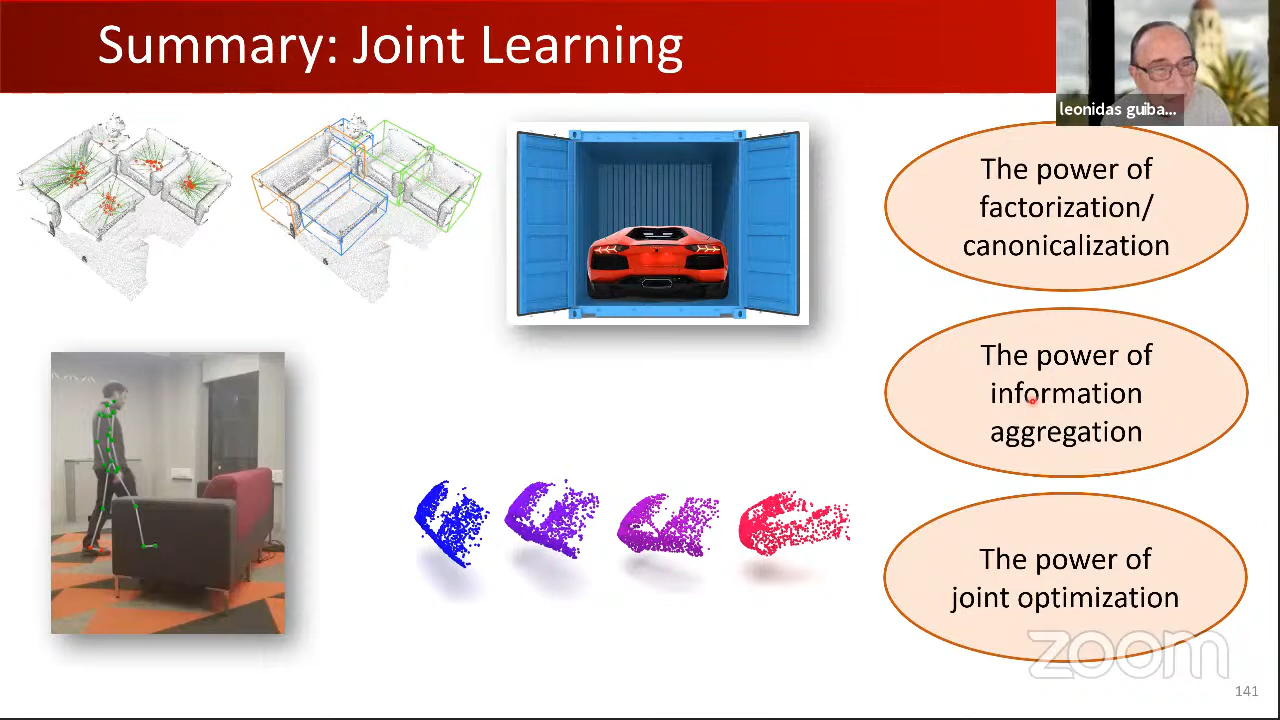 Summary: Joint Learning
leonidas guiba...
The power of
factorization/
canonicalization
The power of
information
aggregation
The power of
joint optimization
zoom
141